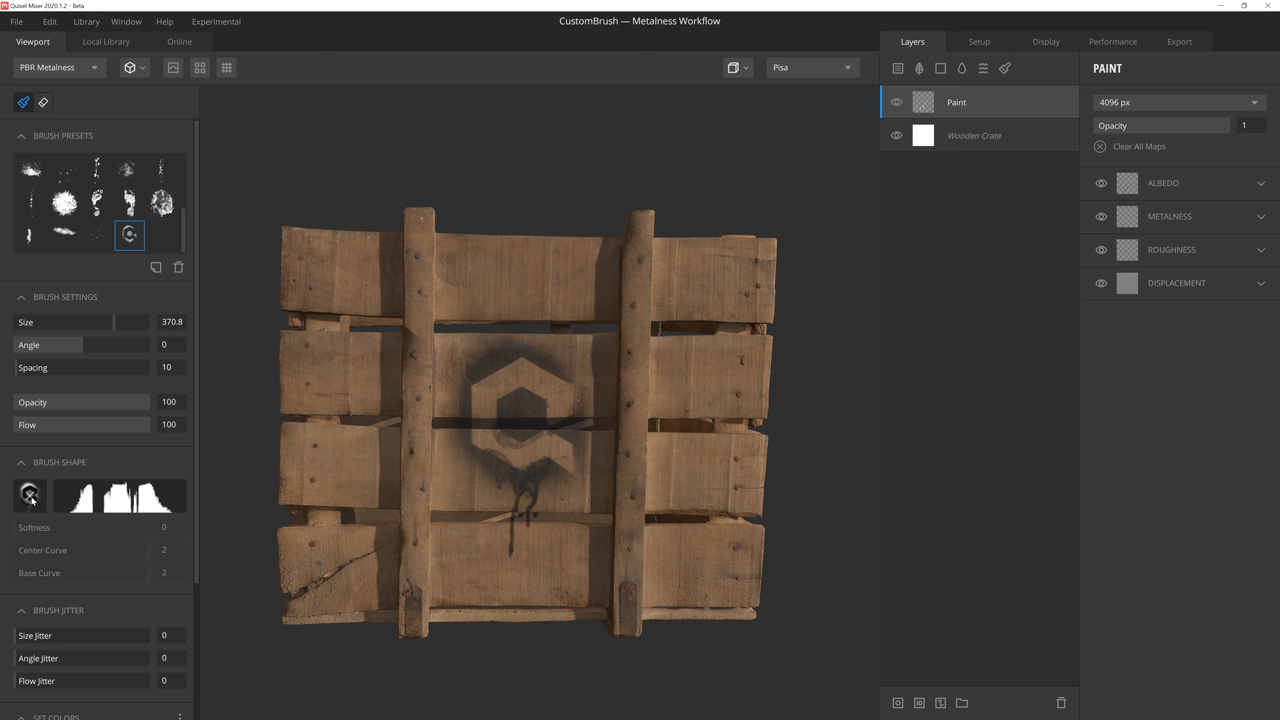 Quixel Mixer 2020.1.2 - Beta
File Edit Library Window Help Experimental
CustomBrush — Metalness Workflow
Viewport Local Library Online
Layers Setup Display Performance Export
PBR Metalness
Pisa
PAINT
Paint
Wooden Crate
4096 px
Opacity 1
Clear All Maps
ALBEDO
METALNESS
ROUGHNESS
DISPLACEMENT
BRUSH PRESETS
BRUSH SETTINGS
Size 370.8
Angle 0
Spacing 10
Opacity 100
Flow 100
BRUSH SHAPE
Softness 0
Center Curve 2
Base Curve 2
BRUSH JITTER
Size Jitter 0
Angle Jitter 0
Flow Jitter 0
SET COLORS